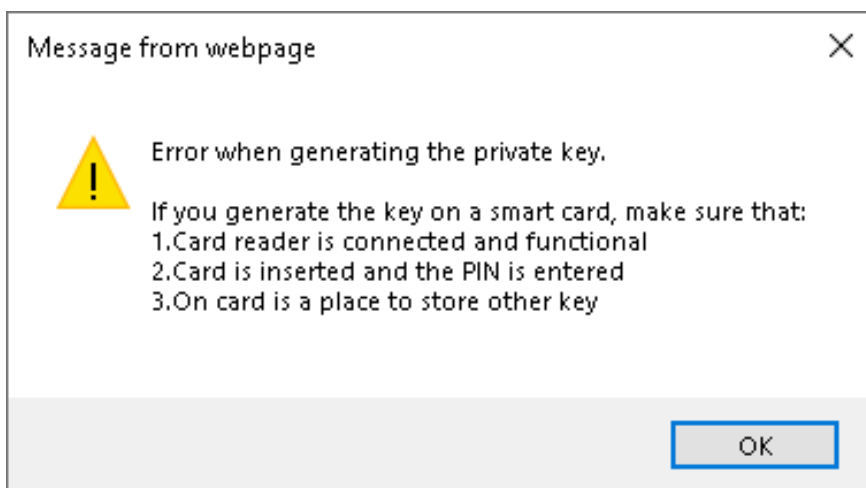 Message from webpage
Error when generating the private key.
If you generate the key on a smart card, make sure that:
1.Card reader is connected and functional
2.Card is inserted and the PIN is entered
3.On card is a place to store other key
OK